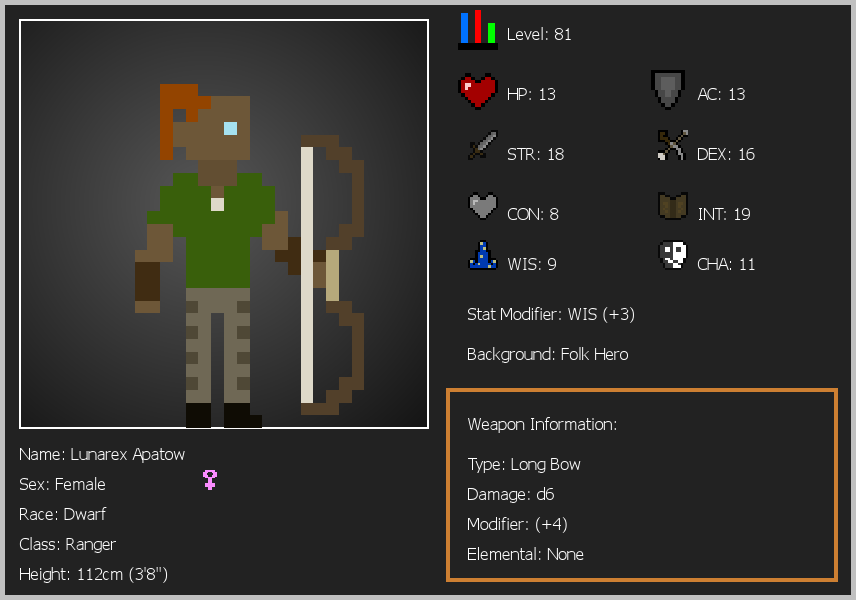 Level: 81
HP: 13
AC: 13
STR: 18
DEX: 16
CON: 8
INT: 19
WIS: 9
CHA: 11
Stat Modifier: WIS (+3)
Background: Folk Hero
Weapon Information:
Type: Long Bow
Damage: d6
Modifier: (+4)
Elemental: None
Name: Lunarex Apatow
Sex: Female
Race: Dwarf
Class: Ranger
Height: 112cm (3'8")